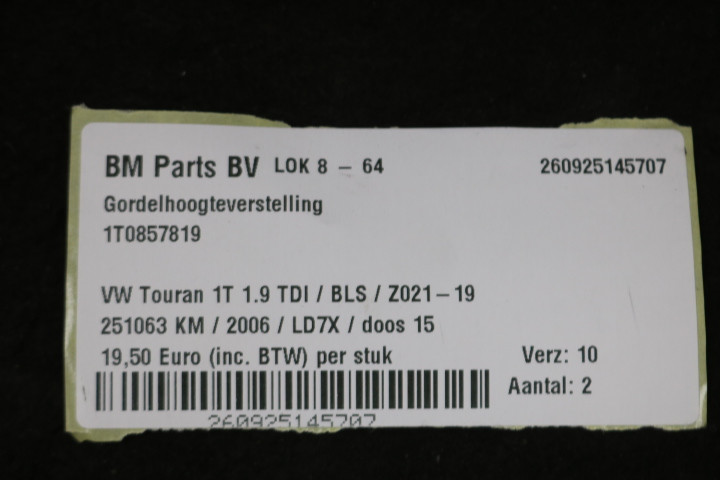 BM Parts BV LOK 8 - 64 260925145707
Gordelhoogteverstelling
1T0857819
VW Touran 1T 1.9 TDI / BLS / Z021-19
251063 KM / 2006 / LD7X / doos 15
19,50 Euro (inc. BTW) per stuk Verz: 10
Aantal: 2
260925145707